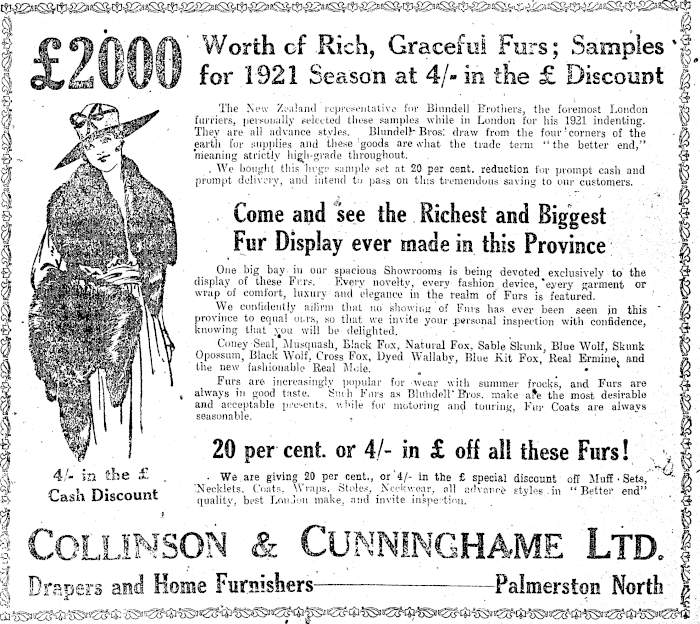 £2000
Worth of Rich, Graceful Furs; Samples
for 1921 Season at 4/- in the £ Discount
The New Zealand representative for Blundell Brothers, the foremost London
furriers, personally selected these samples while in London for his 1921 indenting.
They are all advance styles. Blundell Bros. draw from the four corners of the
earth for supplies and these goods are what the trade term "the better end,"
meaning strictly high-grade throughout.
We bought this huge sample set at 20 per cent. reduction for prompt cash and
prompt delivery, and intend to pass on this tremendous saving to our customers.
Come and see the Richest and Biggest
Fur Display ever made in this Province
One big bay in our spacious Showrooms is being devoted exclusively to the
display of these Furs. Every novelty, every fashion device, every garment or
wrap of comfort, luxury and elegance in the realm of Furs is featured.
We confidently affirm that no showing of Furs has ever been seen in this
province to equal ours, so that we invite your personal inspection with confidence,
knowing that you will be delighted.
Coney Seal, Musquash, Black Fox, Natural Fox, Sable Skunk, Blue Wolf, Skunk
Opossum, Black Wolf, Cross Fox, Dyed Wallaby, Blue Kit Fox, Real Ermine, and
the new fashionable Real Mole.
Furs are increasingly popular for wear with summer frocks, and Furs are
always in good taste. Such Furs as Blundell Bros. make are the most desirable
and acceptable presents, while for motoring and touring, Fur Coats are always
seasonable.
20 per cent. or 4/- in £ off all these Furs!
4/- in the £
Cash Discount
We are giving 20 per cent., or 4/- in the £ special discount off Muff Sets,
Necklets, Coats, Wraps, Stoles, Neckwear, all advance styles in "Better end"
quality, best London make, and invite inspection.
COLLINSON & CUNNINGHAME LTD.
Drapers and Home Furnishers Palmerston North